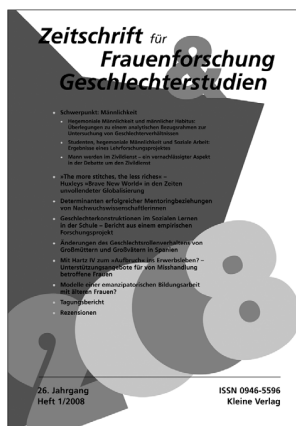 Zeitschrift für
Frauenforschung
&
Geschlechterstudien
Schwerpunkt: Männlichkeit
Hegemoniale Männlichkeit und männlicher Habitus:
Überlegungen zu einem analytischen Bezugsrahmen zur
Untersuchung von Geschlechterverhältnissen
Studenten, hegemoniale Männlichkeit und Soziale Arbeit:
Ergebnisse eines Lehrforschungsprojektes
Mann werden im Zivildienst – ein vernachlässigter Aspekt
in der Debatte um den Zivildienst
»The more stitches, the less riches« –
Huxleys »Brave New World« in den Zeiten
unvollendeter Globalisierung
Determinanten erfolgreicher Mentoringbeziehungen
von Nachwuchswissenschaftlerinnen
Geschlechterkonstruktionen im Sozialen Lernen
in der Schule – Bericht aus einem empirischen
Forschungsprojekt
Änderungen des Geschlechtsrollenverhaltens von
Großmüttern und Großvätern in Spanien
Mit Hartz IV zum »Aufbruch« im Erwerbsleben? –
Unterstützungsangebote für von Misshandlung
betroffene Frauen
Modelle einer emanzipatorischen Bildungsarbeit
mit älteren Frauen?
Tagungsbericht
Rezensionen
26. Jahrgang
Heft 1/2008
ISSN 0946-5596
Kleine Verlag